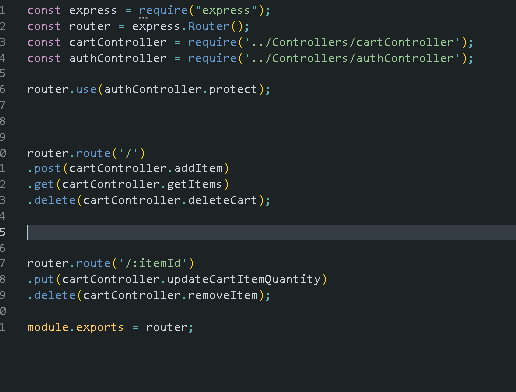 1 const express = require("express");
2 const router = express.Router();
3 const cartController = require('../Controllers/cartController');
4 const authController = require('../Controllers/authController');
5
6 router.use(authController.protect);
7
8
9
0 router.route('/')
1 .post(cartController.addItem)
2 .get(cartController.getItems)
3 .delete(cartController.deleteCart);
4
5
6
7 router.route('/:itemId')
8 .put(cartController.updateCartItemQuantity)
9 .delete(cartController.removeItem);
0
1 module.exports = router;